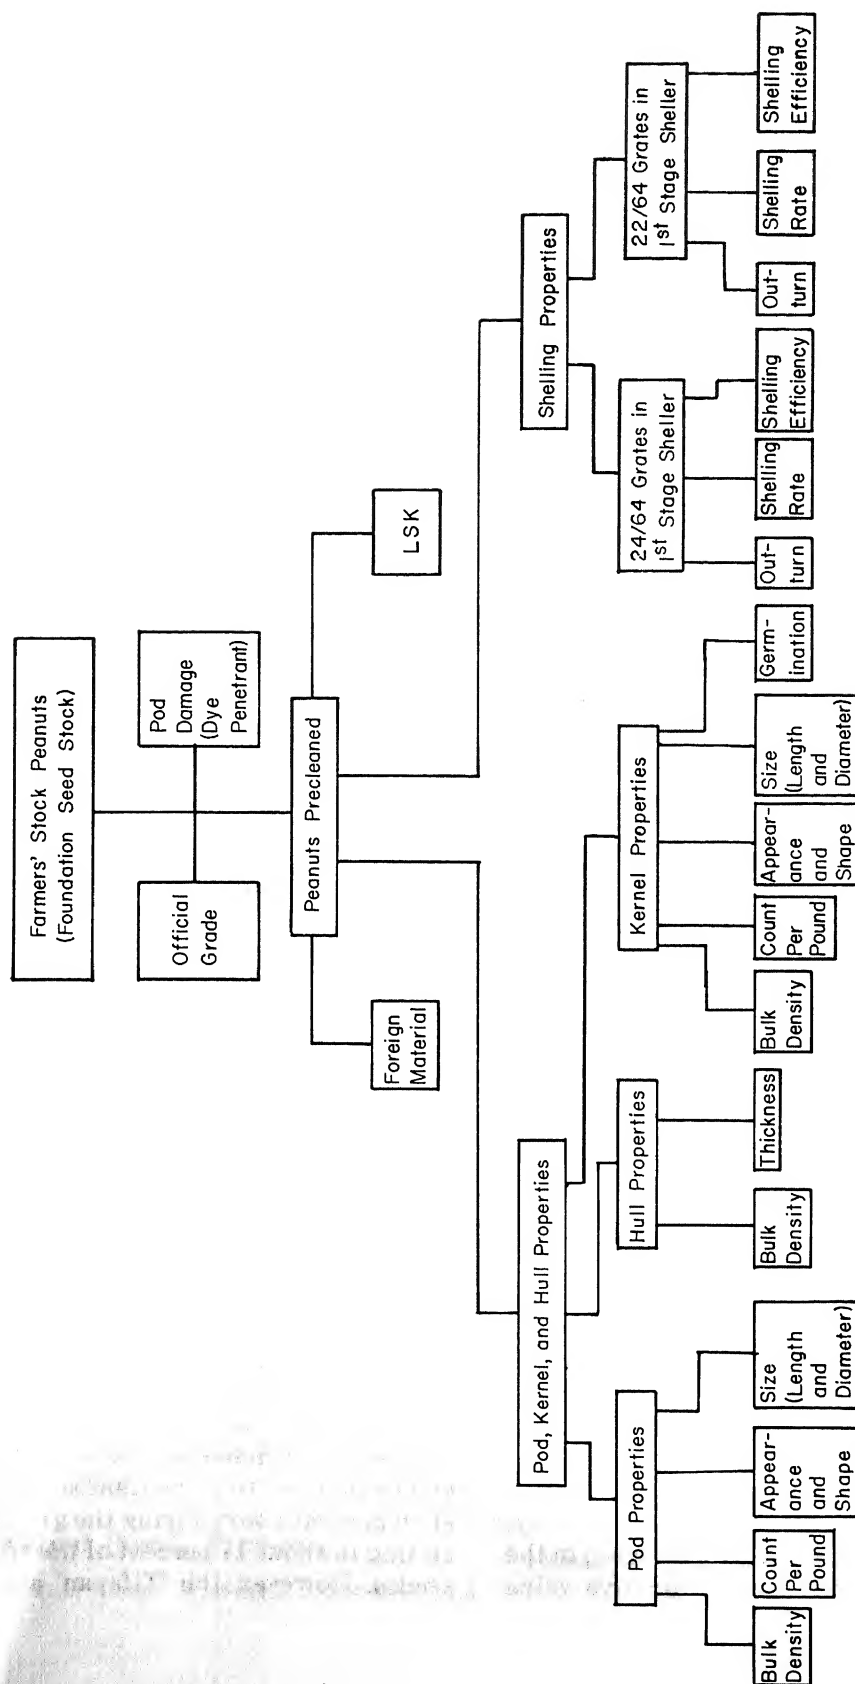 Farmers' Stock Peanuts
(Foundation Seed Stock)
Official
Grade
Pod
Damage
(Dye
Penetrant)
Peanuts Precleaned
Foreign
Material
LSK
Pod, Kernel, and Hull Properties
Shelling Properties
Pod Properties
Hull Properties
Kernel Properties
24/64 Grates in
1st Stage Sheller
22/64 Grates in
1st Stage Sheller
Bulk
Density
Count
Per
Pound
Appear-
ance
and
Shape
Size
(Length
and
Diameter)
Bulk
Density
Thickness
Bulk
Density
Count
Per
Pound
Appear-
ance
and
Shape
Size
(Length
and
Diameter)
Germ-
ination
Out-
turn
Shelling
Rate
Shelling
Efficiency
Out-
turn
Shelling
Rate
Shelling
Efficiency